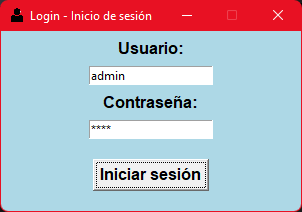 Login - Inicio de sesión
Usuario:
admin
Contraseña:
****
Iniciar sesión